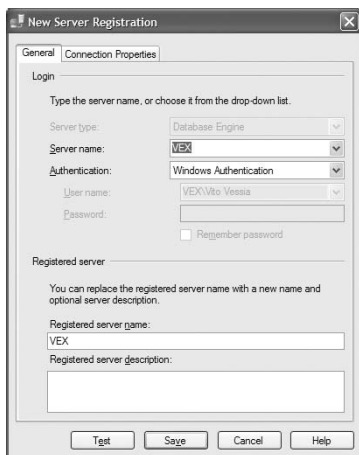 New Server Registration
General Connection Properties
Login
Type the server name, or choose it from the drop-down list.
Server type: Database Engine
Server name: VEX
Authentication: Windows Authentication
User name: VEX\Vito Vessia
Password:
Remember password
Registered server
You can replace the registered server name with a new name and
optional server description.
Registered server name:
VEX
Registered server description:
Test Save Cancel Help